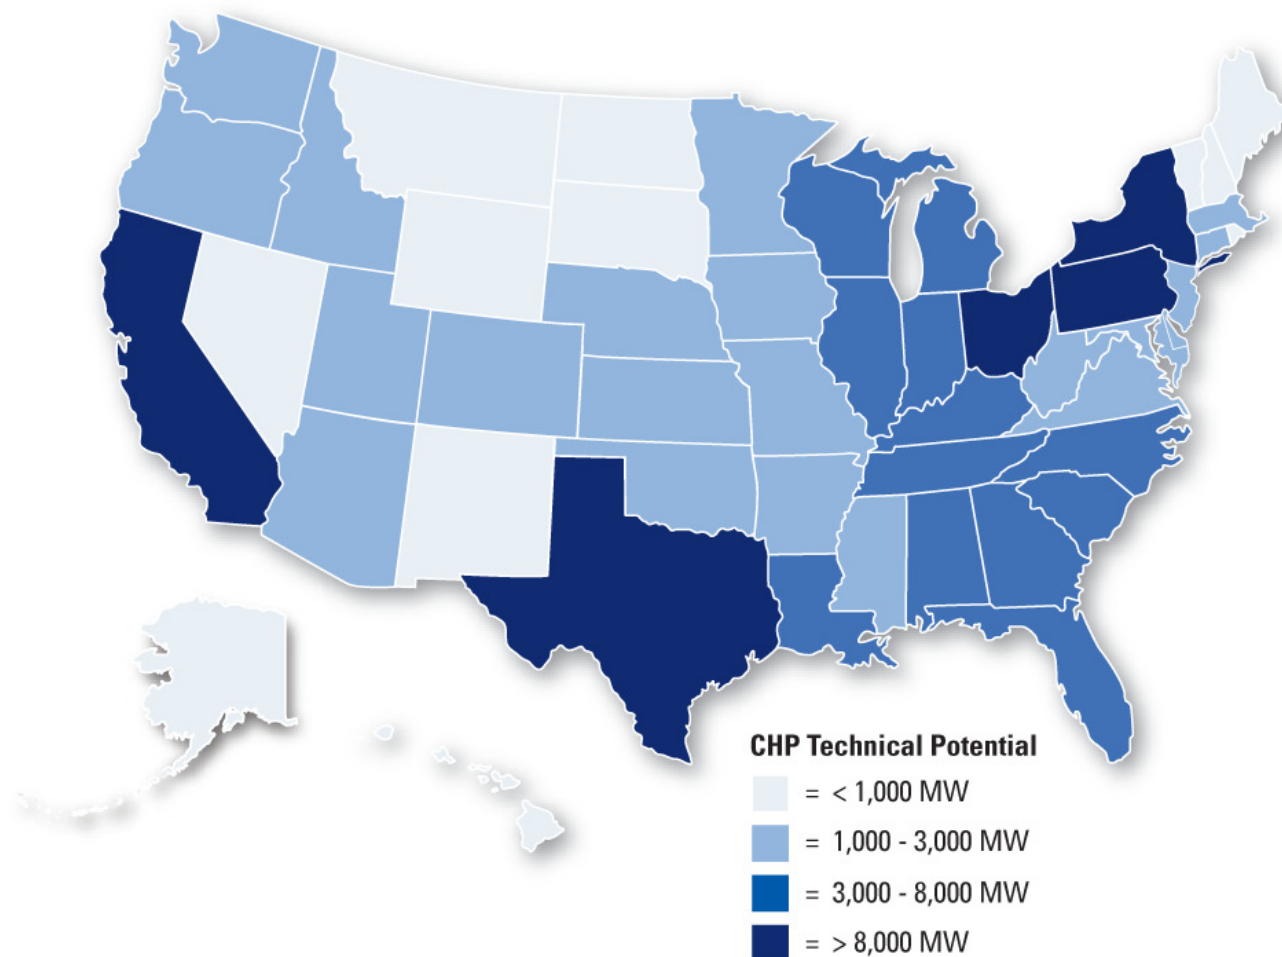 CHP Technical Potential
= < 1,000 MW
= 1,000 - 3,000 MW
= 3,000 - 8,000 MW
= > 8,000 MW